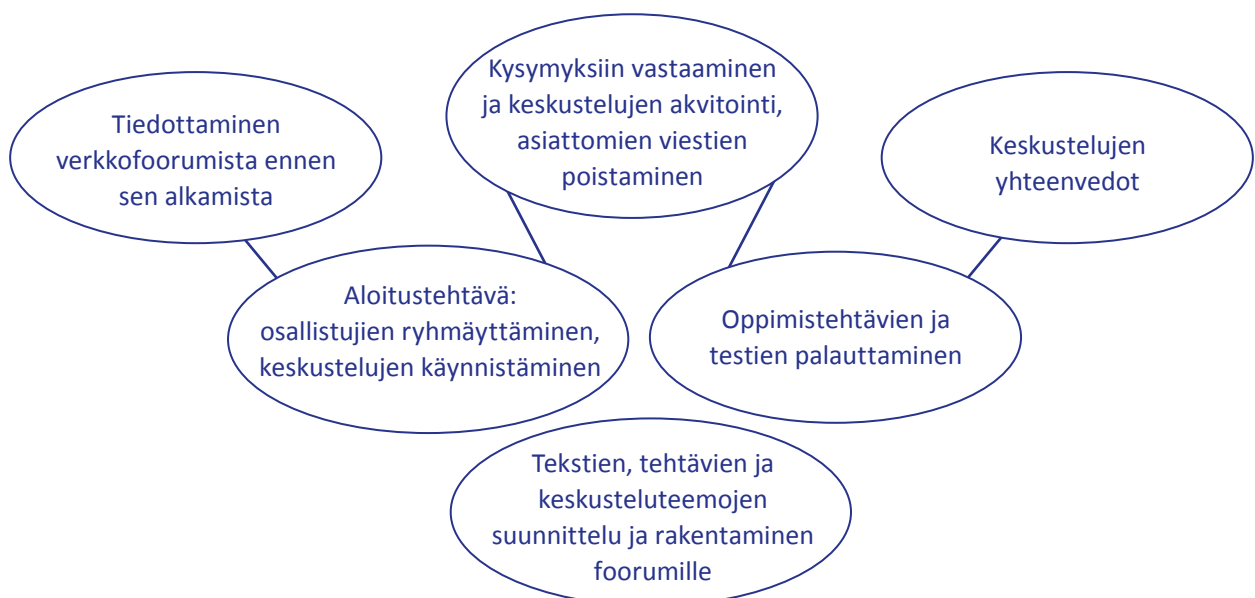 Tiedottaminen
verkkofoorumista ennen
sen alkamista
Kysymyksiin vastaaminen
ja keskustelujen akvitointi,
asiattomien viestien
poistaminen
Keskustelujen
yhteenvedot
Aloitustehtävä:
osallistujien ryhmäyttäminen,
keskustelujen käynnistäminen
Oppimistehtävien ja
testien palauttaminen
Tekstien, tehtävien ja
keskusteluteemojen
suunnittelu ja rakentaminen
foorumille